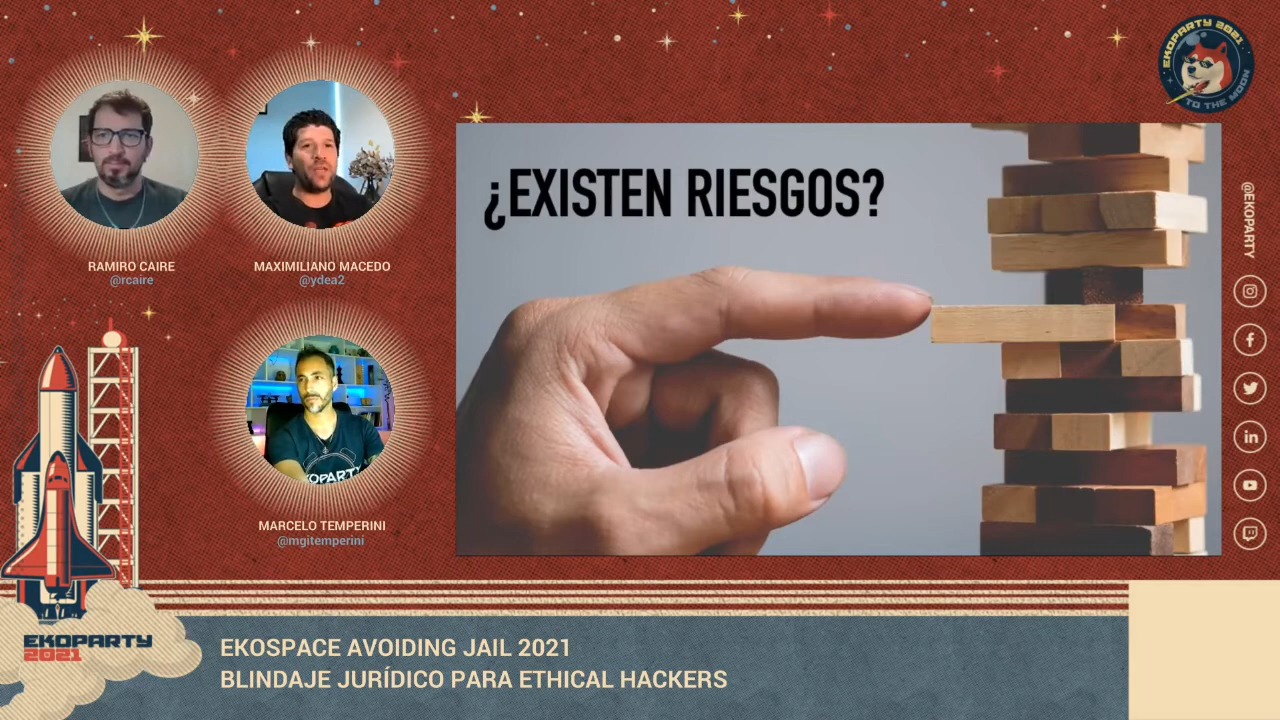 EKOPARTY 2021
TO THE MOON
RAMIRO CAIRE
@rcaire
MAXIMILIANO MACEDO
@ydea2
MARCELO TEMPERINI
@mgitemperini
¿EXISTEN RIESGOS?
@EKOPARTY
EKOPARTY
2021
EKOSPACE AVOIDING JAIL 2021
BLINDAJE JURÍDICO PARA ETHICAL HACKERS